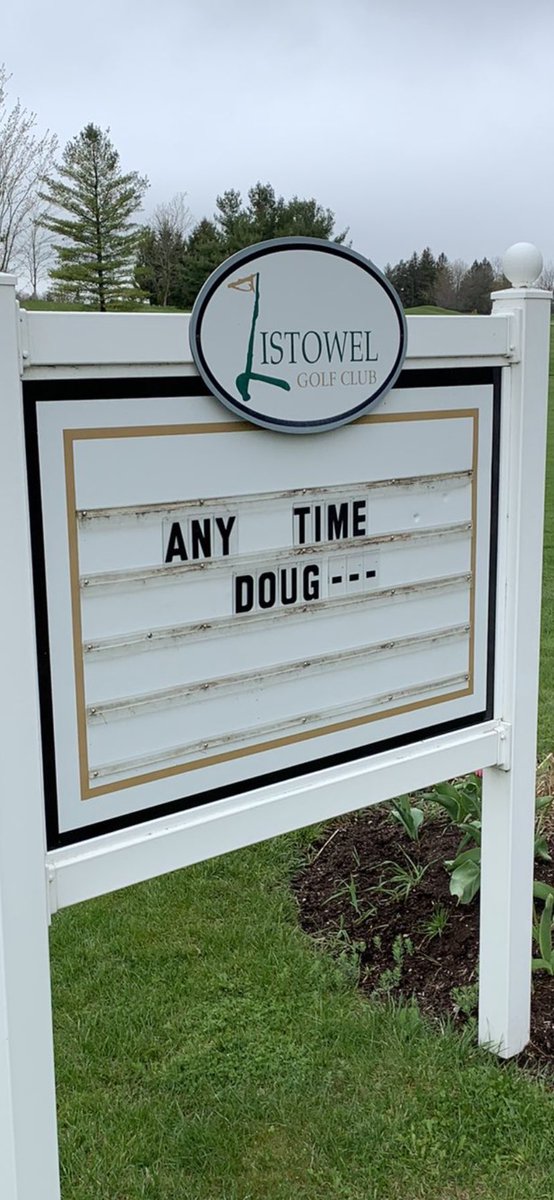 LISTOWEL
GOLF CLUB
ANY TIME
DOUG---